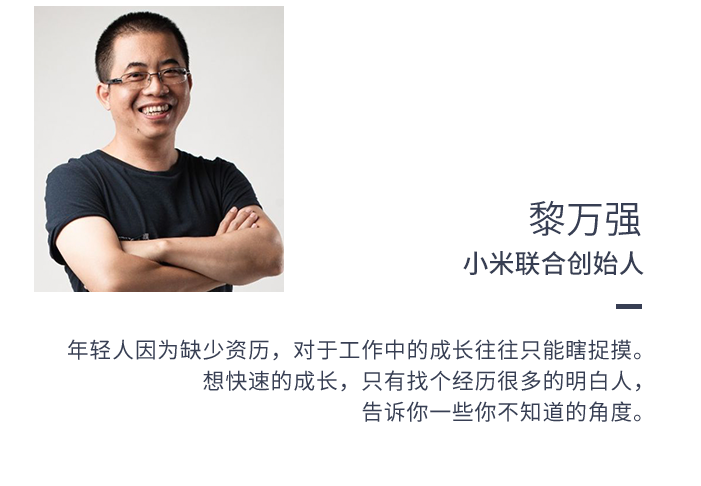 黎万强
小米联合创始人
年轻人因为缺少资历，对于工作中的成长往往只能瞎捉摸。
想快速的成长，只有找个经历很多的明白人，
告诉你一些你不知道的角度。